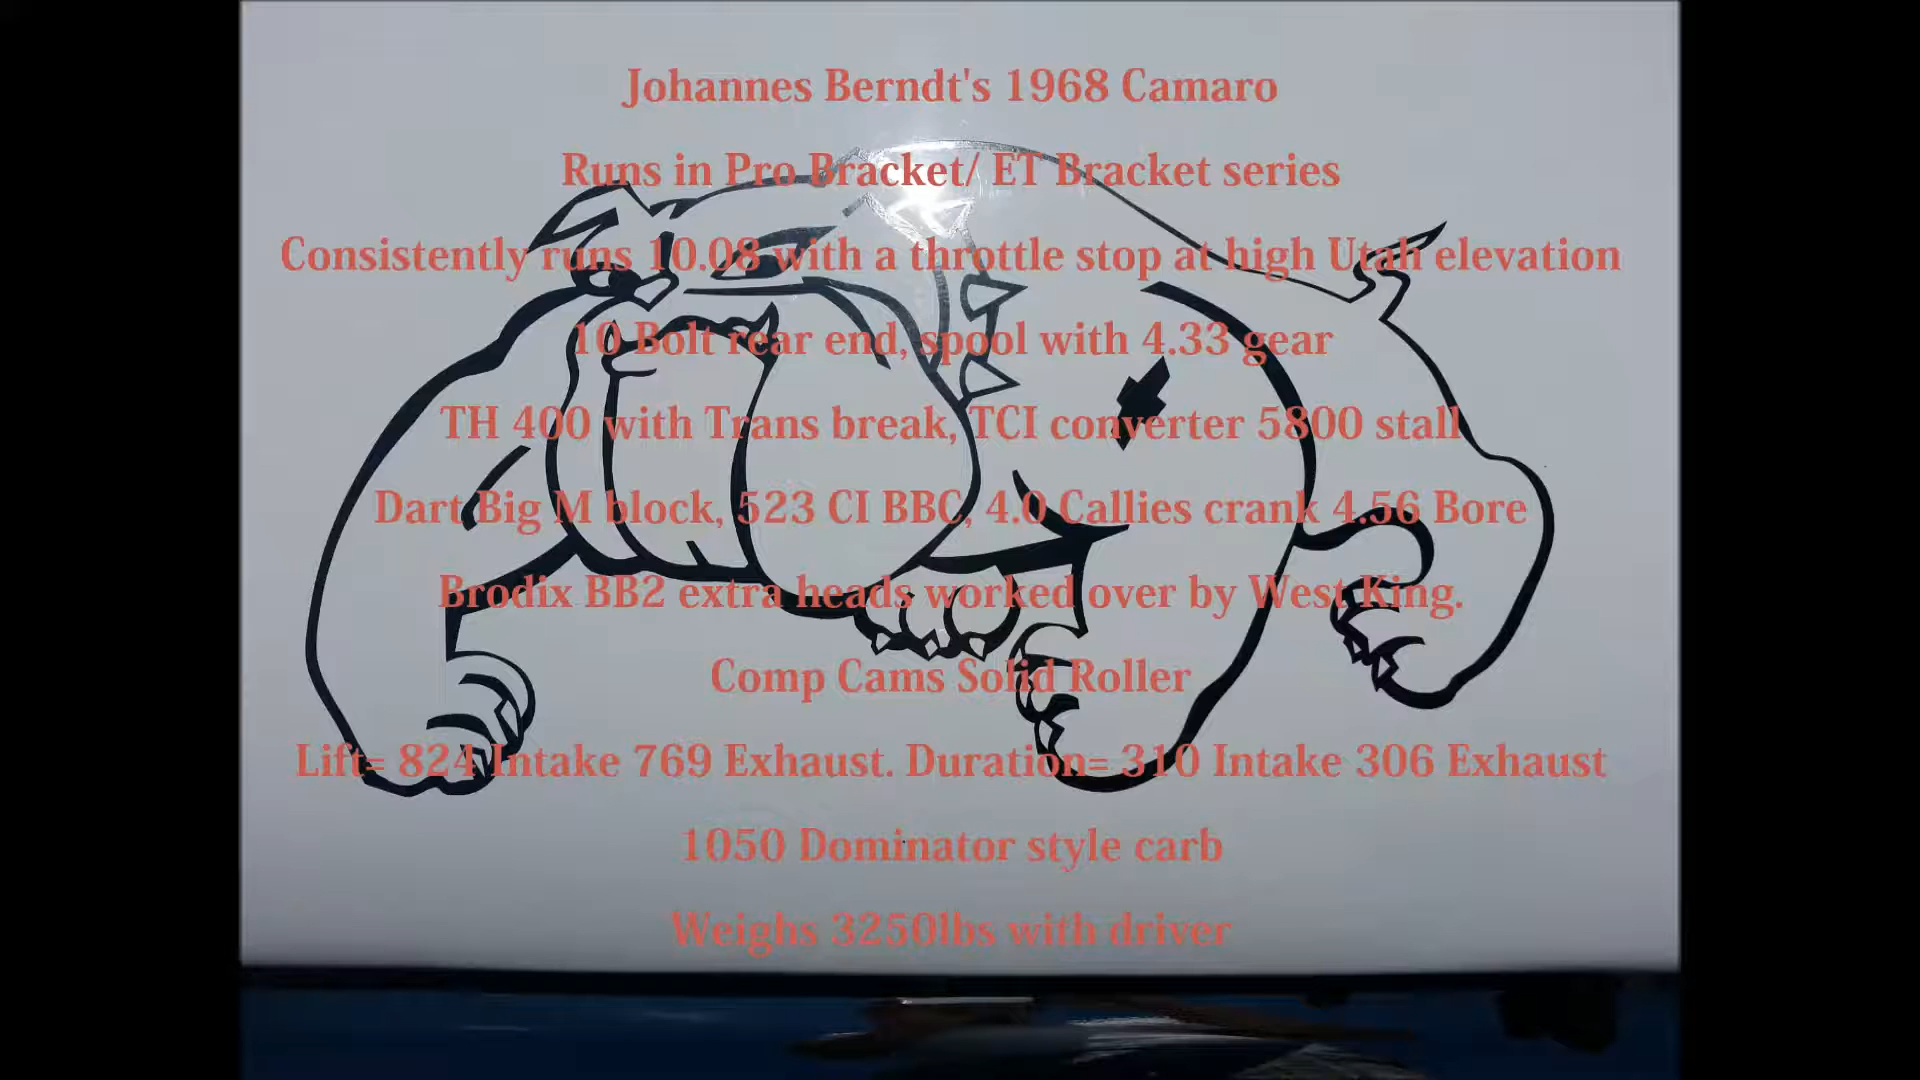 Johannes Berndt's 1968 Camaro
Runs in Pro Bracket/ ET Bracket series
Consistently runs 10.08 with a throttle stop at high Utah elevation
10 Bolt rear end, spool with 4.33 gear
TH 400 with Trans break, TCI converter 5800 stall
Dart Big M block, 523 CI BBC, 4.0 Callies crank 4.56 Bore
Brodix BB2 extra heads worked over by West King.
Comp Cams Solid Roller
Lift= 824 Intake 769 Exhaust. Duration= 310 Intake 306 Exhaust
1050 Dominator style carb
Weighs 3250lbs with driver